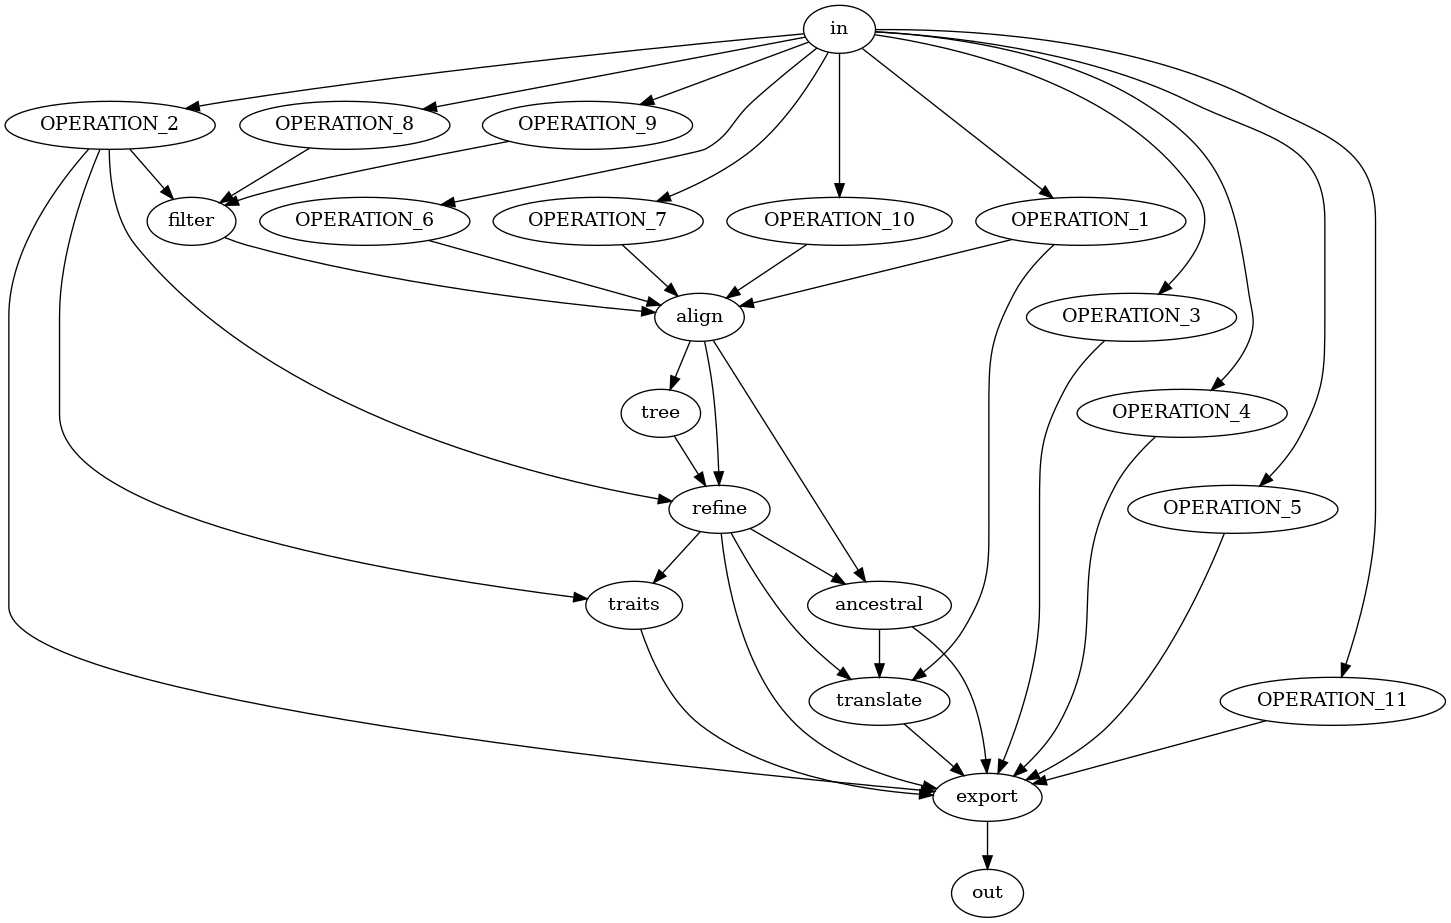 in
OPERATION_2
OPERATION_8
OPERATION_9
filter
OPERATION_6
OPERATION_7
OPERATION_10
OPERATION_1
align
OPERATION_3
tree
OPERATION_4
refine
OPERATION_5
traits
ancestral
translate
OPERATION_11
export
out